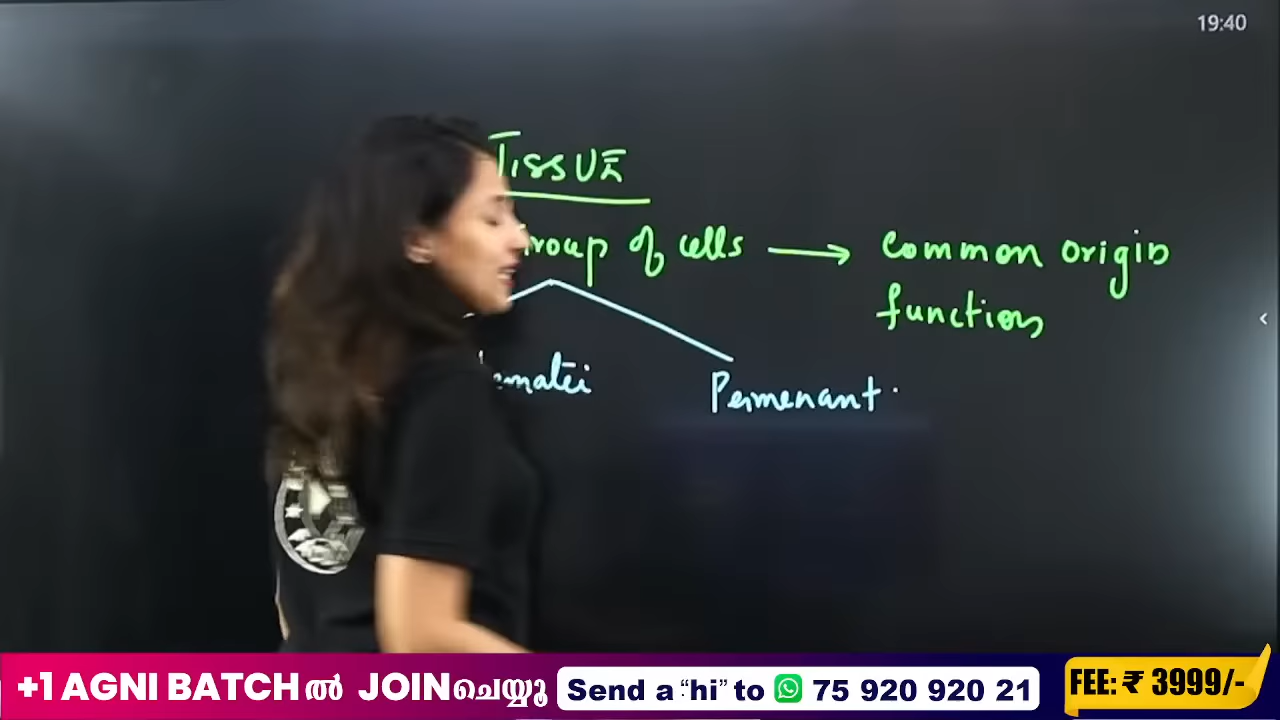 19:40
TISSUE
Group of cells → common origin
function
Permenant
+1 AGNI BATCH ൽ JOIN ചെയ്യൂ
Send a “hi” to 75 920 920 21
FEE: ₹ 3999/-